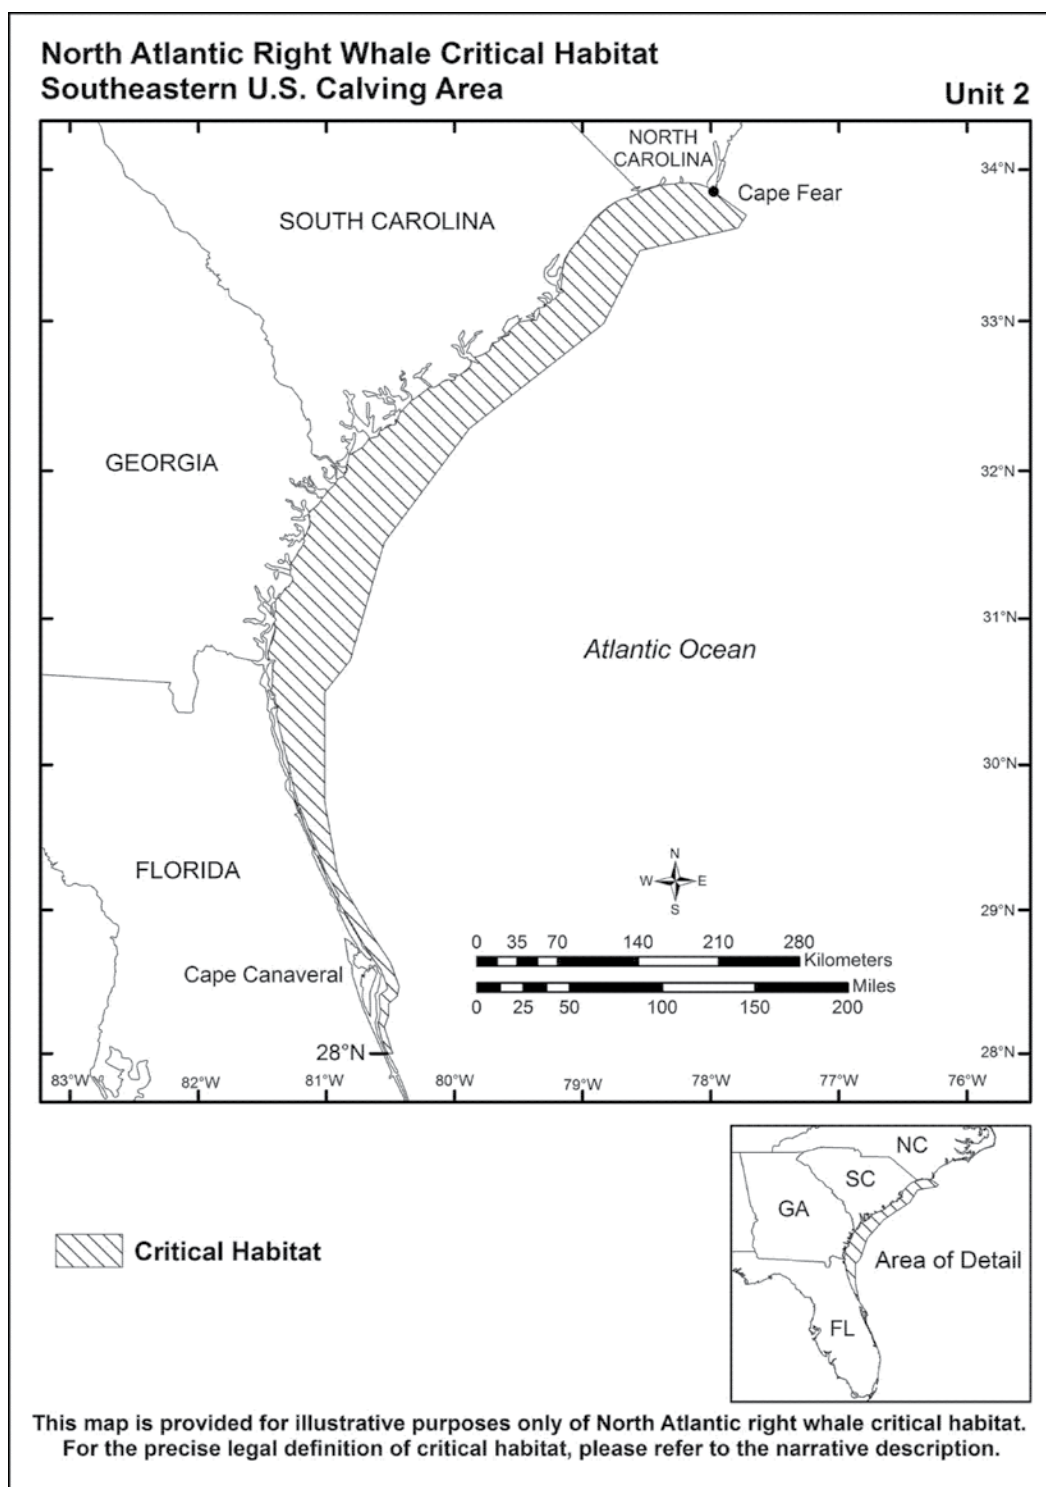 North Atlantic Right Whale Critical Habitat
Southeastern U.S. Calving Area
Unit 2
NORTH
CAROLINA
34°N
Cape Fear
SOUTH CAROLINA
33°N
GEORGIA
32°N
31°N
Atlantic Ocean
30°N
FLORIDA
N
W E
S
29°N
0 35 70 140 210 280
Kilometers
Cape Canaveral
Miles
0 25 50 100 150 200
28°N
28°N
83°W 82°W 81°W 80°W 79°W 78°W 77°W 76°W
NC
SC
GA
Critical Habitat
Area of Detail
FL
This map is provided for illustrative purposes only of North Atlantic right whale critical habitat.
For the precise legal definition of critical habitat, please refer to the narrative description.